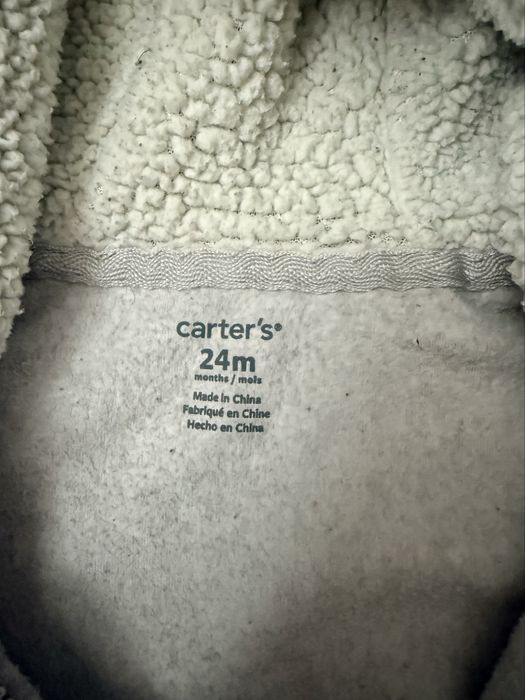 carter's®
24m
months / mois
Made in China
Fabriqué en Chine
Hecho en China